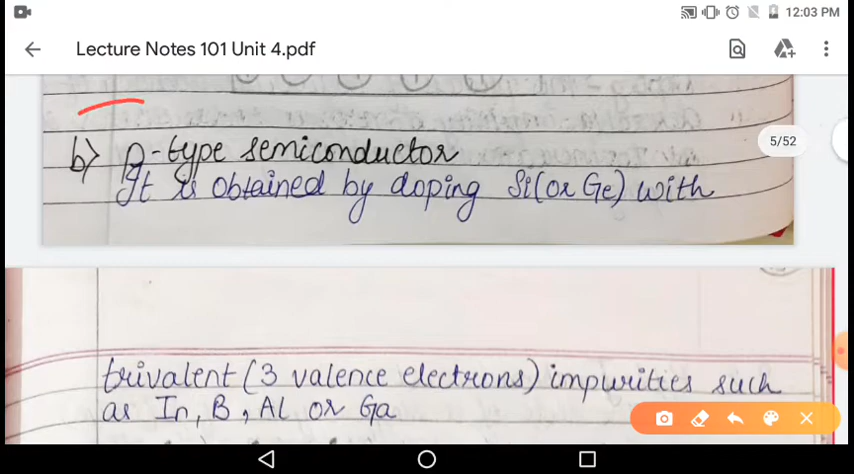 12:03 PM
Lecture Notes 101 Unit 4.pdf
5/52
b) p-type semiconductor
It is obtained by doping Si(or Ge) with
trivalent (3 valence electrons) impurities such
as In, B, Al or Ga